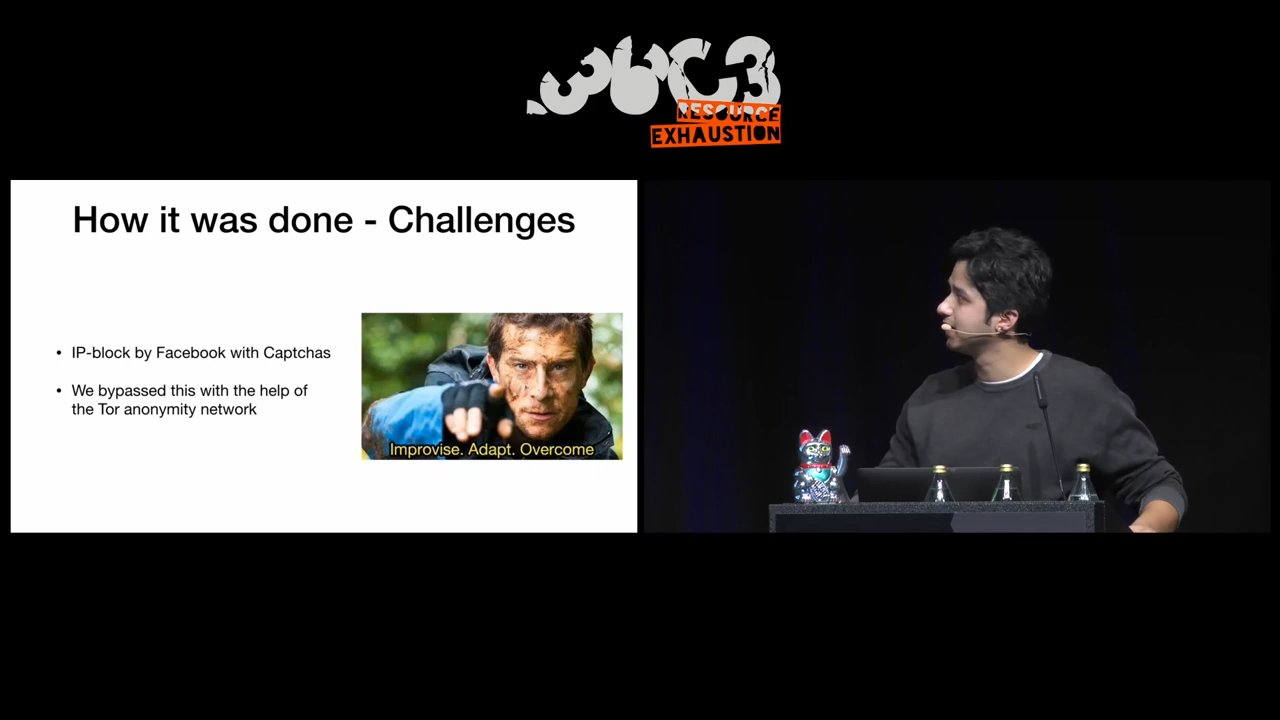 36C3
RESOURCE
EXHAUSTION
How it was done - Challenges
• IP-block by Facebook with Captchas
• We bypassed this with the help of
the Tor anonymity network
Improvise. Adapt. Overcome